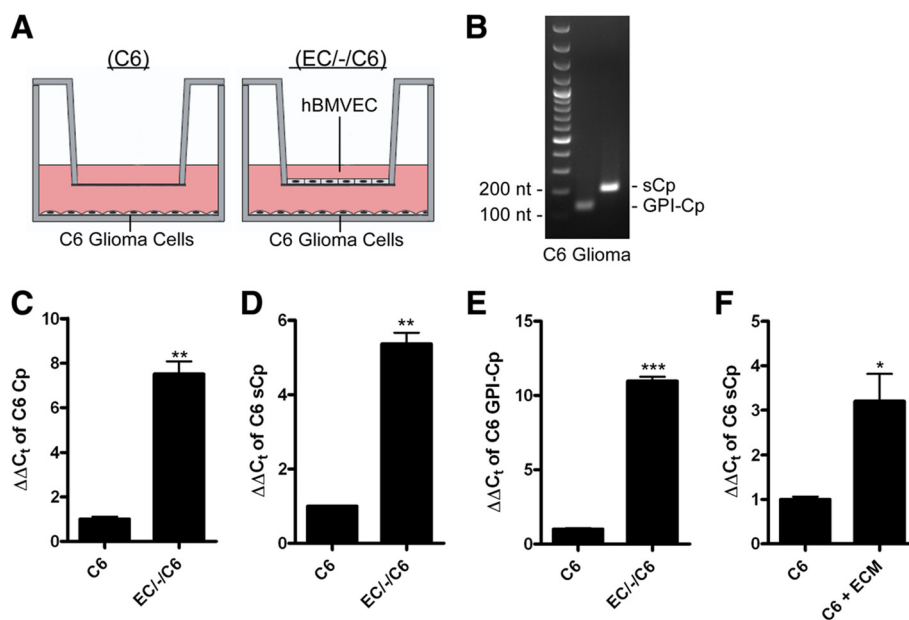 A
(C6)
(EC/-/C6)
hBMVEC
C6 Glioma Cells
C6 Glioma Cells
B
200 nt -
100 nt -
- sCp
- GPI-Cp
C6 Glioma
C
ΔΔCt of C6 Cp
10
8
6
4
2
0
**
C6
EC/-/C6
D
ΔΔCt of C6 sCp
6
4
2
0
**
C6
EC/-/C6
E
ΔΔCt of C6 GPI-Cp
15
10
5
0
***
C6
EC/-/C6
F
ΔΔCt of C6 sCp
5
4
3
2
1
0
*
C6
C6 + ECM